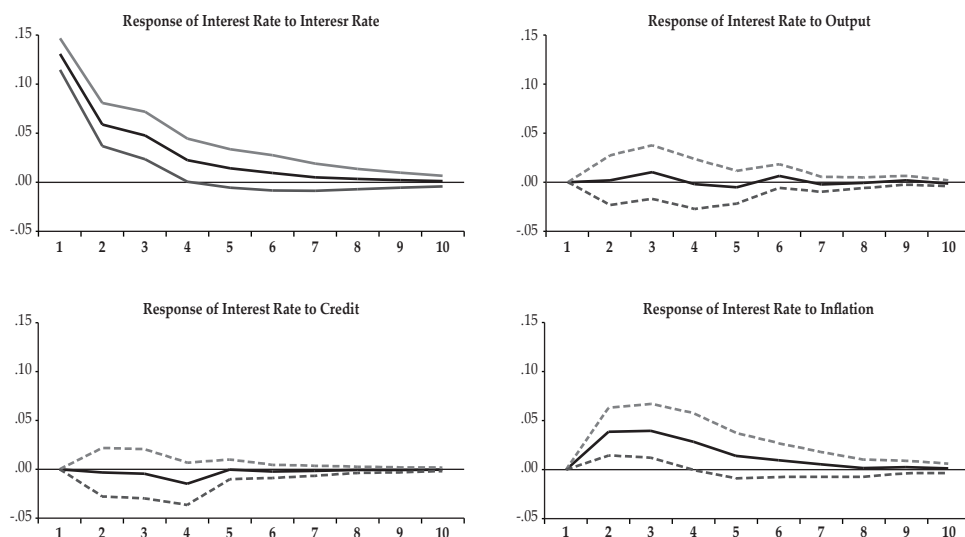 Response of Interest Rate to Interesr Rate
.15
.10
.05
.00
-.05
1 2 3 4 5 6 7 8 9 10
Response of Interest Rate to Output
.15
.10
.05
.00
-.05
1 2 3 4 5 6 7 8 9 10
Response of Interest Rate to Credit
.15
.10
.05
.00
-.05
1 2 3 4 5 6 7 8 9 10
Response of Interest Rate to Inflation
.15
.10
.05
.00
-.05
1 2 3 4 5 6 7 8 9 10